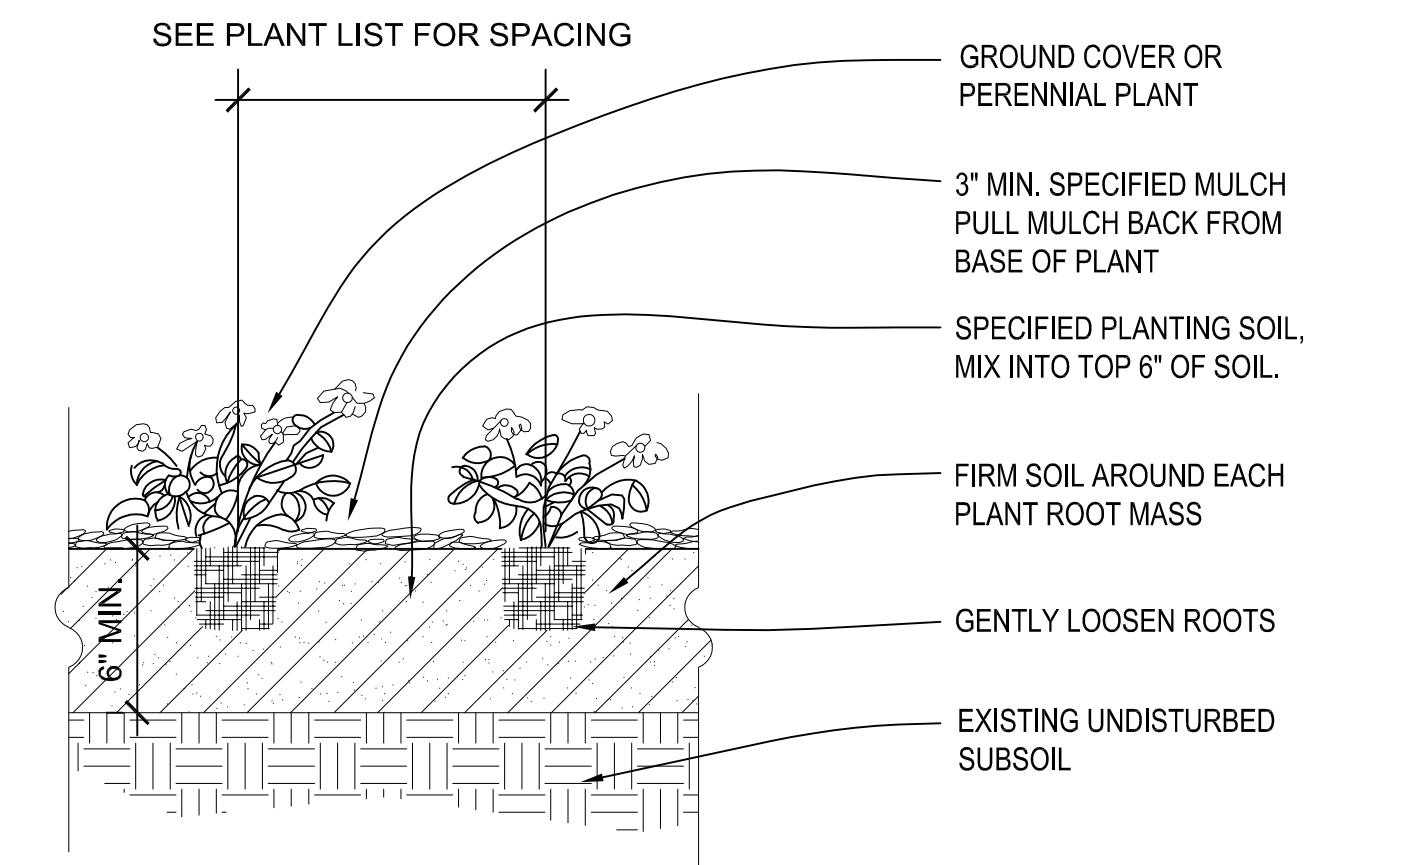 SEE PLANT LIST FOR SPACING
GROUND COVER OR
PERENNIAL PLANT
3" MIN. SPECIFIED MULCH
PULL MULCH BACK FROM
BASE OF PLANT
SPECIFIED PLANTING SOIL,
MIX INTO TOP 6" OF SOIL.
FIRM SOIL AROUND EACH
PLANT ROOT MASS
6" MIN.
GENTLY LOOSEN ROOTS
EXISTING UNDISTURBED
SUBSOIL